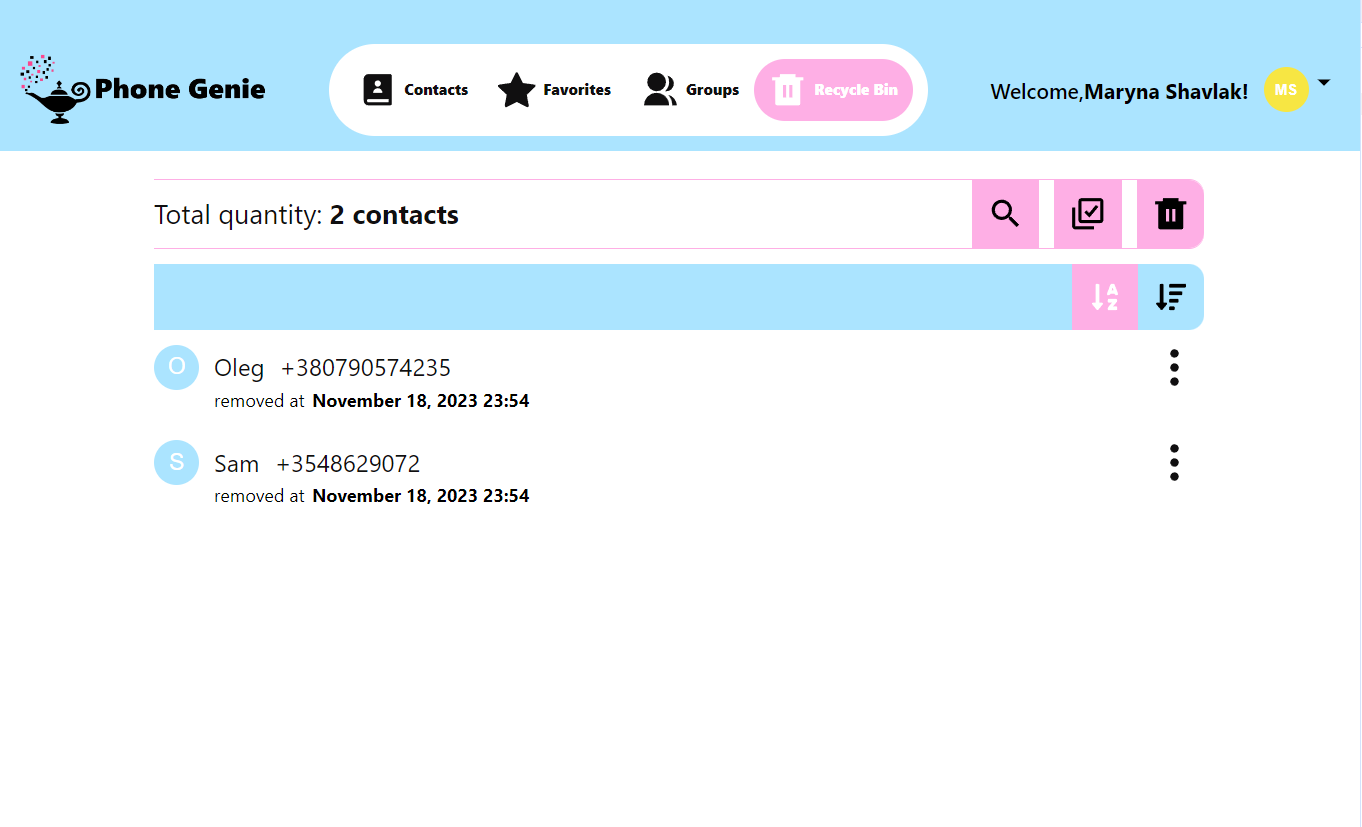 Phone Genie
Contacts
Favorites
Groups
Recycle Bin
Welcome,Maryna Shavlak!
MS
Total quantity: 2 contacts
A
Z
O
Oleg +380790574235
removed at November 18, 2023 23:54
S
Sam +3548629072
removed at November 18, 2023 23:54